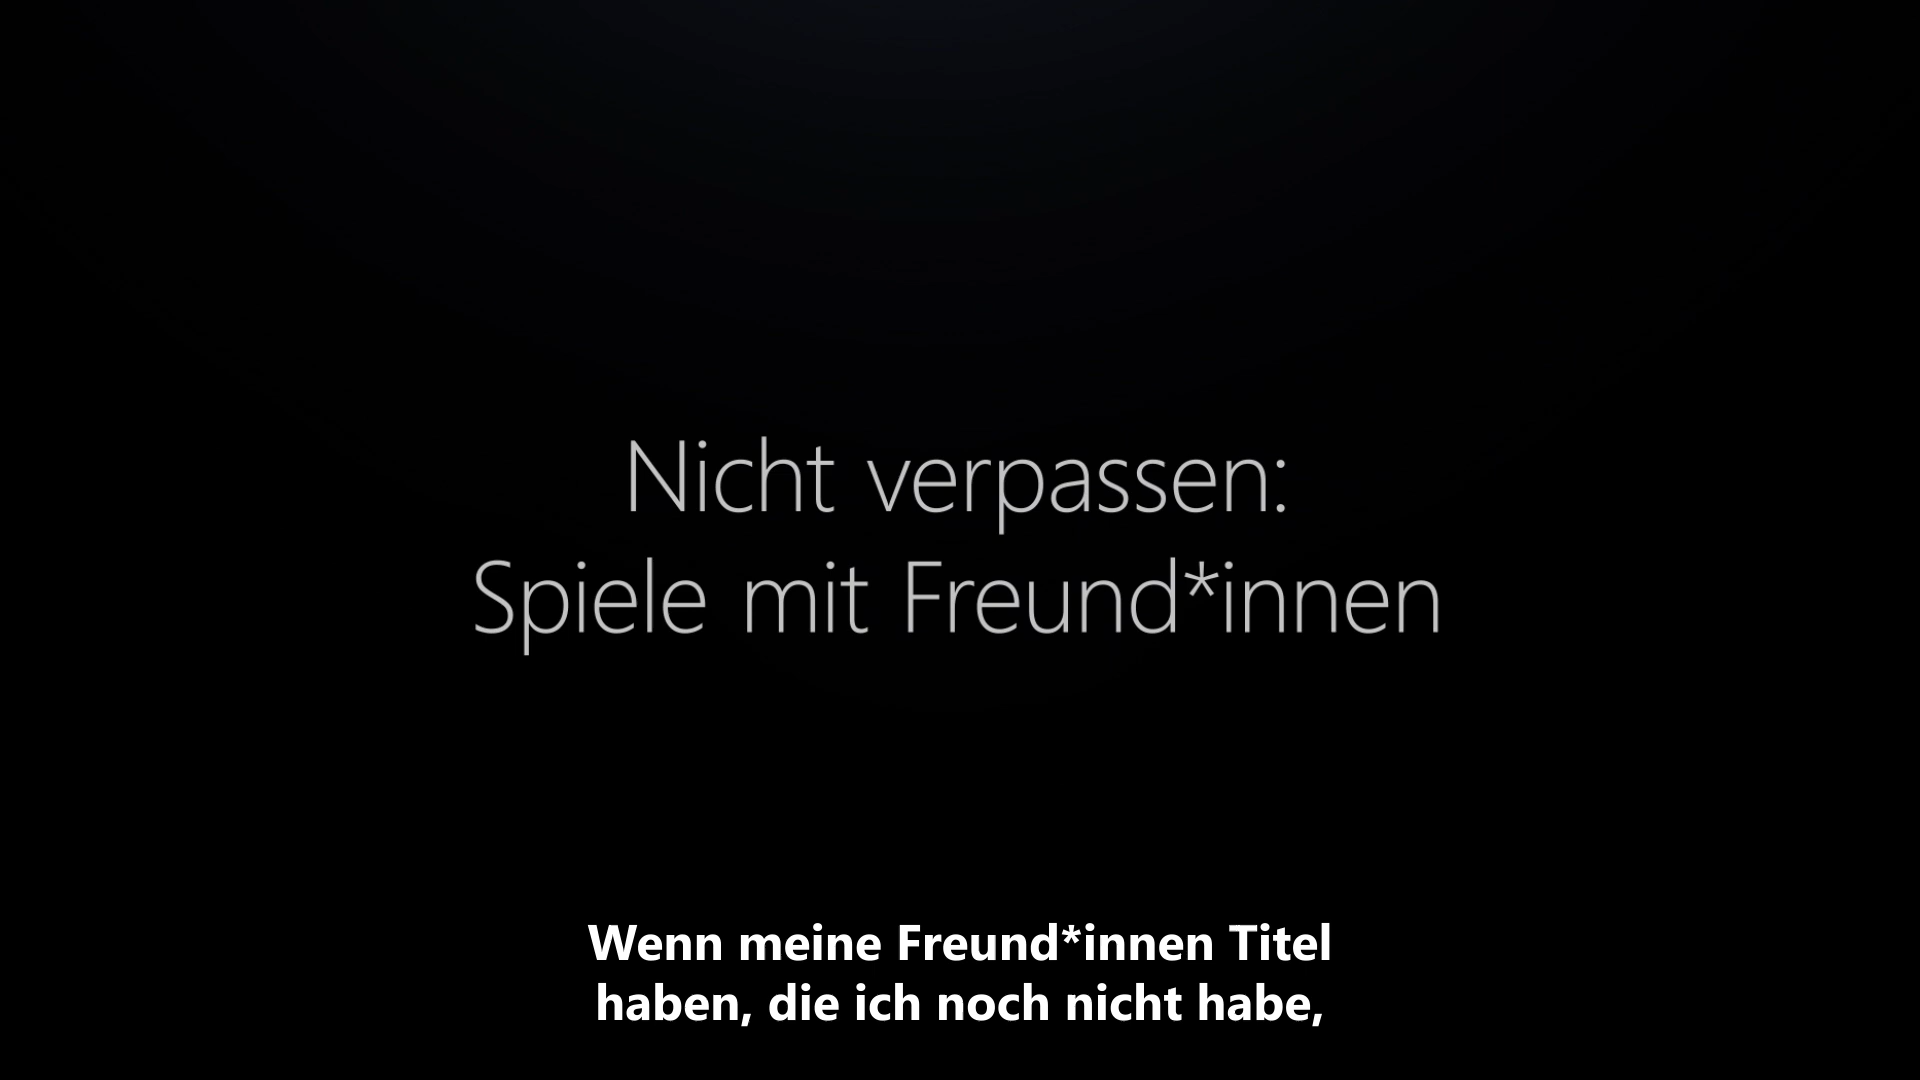 Nicht verpassen:
Spiele mit Freund*innen
Wenn meine Freund*innen Titel
haben, die ich noch nicht habe,